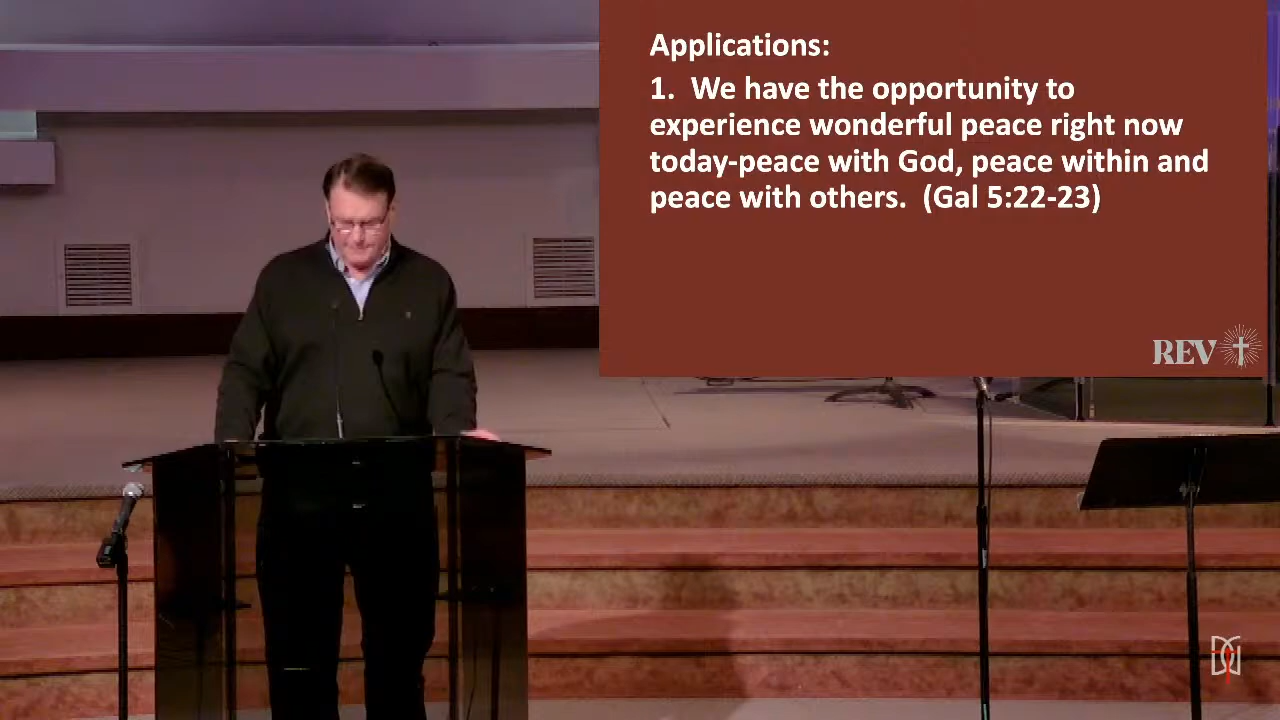 Applications:
1. We have the opportunity to
experience wonderful peace right now
today-peace with God, peace within and
peace with others. (Gal 5:22-23)
REV